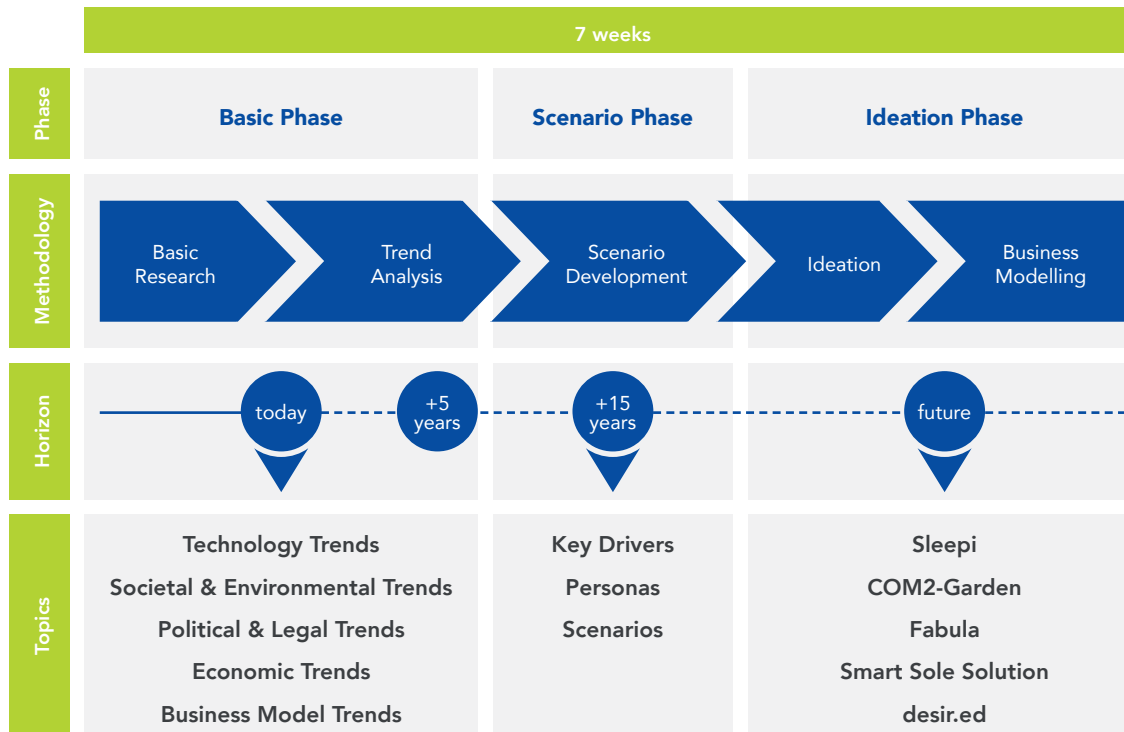 7 weeks
Phase
Basic Phase
Scenario Phase
Ideation Phase
Methodology
Basic
Research
Trend
Analysis
Scenario
Development
Ideation
Business
Modelling
Horizon
today
+5
years
+15
years
future
Topics
Technology Trends
Societal & Environmental Trends
Political & Legal Trends
Economic Trends
Business Model Trends
Key Drivers
Personas
Scenarios
Sleepi
COM2-Garden
Fabula
Smart Sole Solution
desir.ed